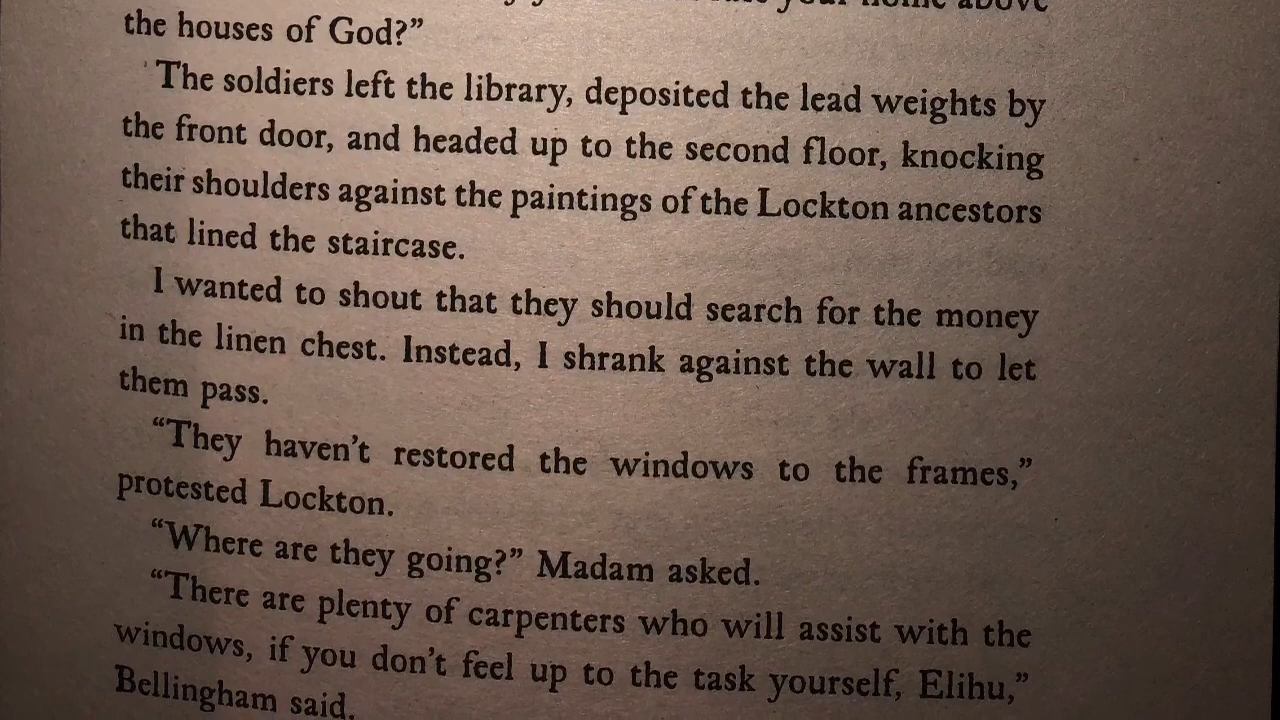 your home above
the houses of God?”
The soldiers left the library, deposited the lead weights by
the front door, and headed up to the second floor, knocking
their shoulders against the paintings of the Lockton ancestors
that lined the staircase.
I wanted to shout that they should search for the money
in the linen chest. Instead, I shrank against the wall to let
them pass.
“They haven’t restored the windows to the frames,”
protested Lockton.
“Where are they going?” Madam asked.
“There are plenty of carpenters who will assist with the
windows, if you don’t feel up to the task yourself, Elihu,”
Bellingham said.